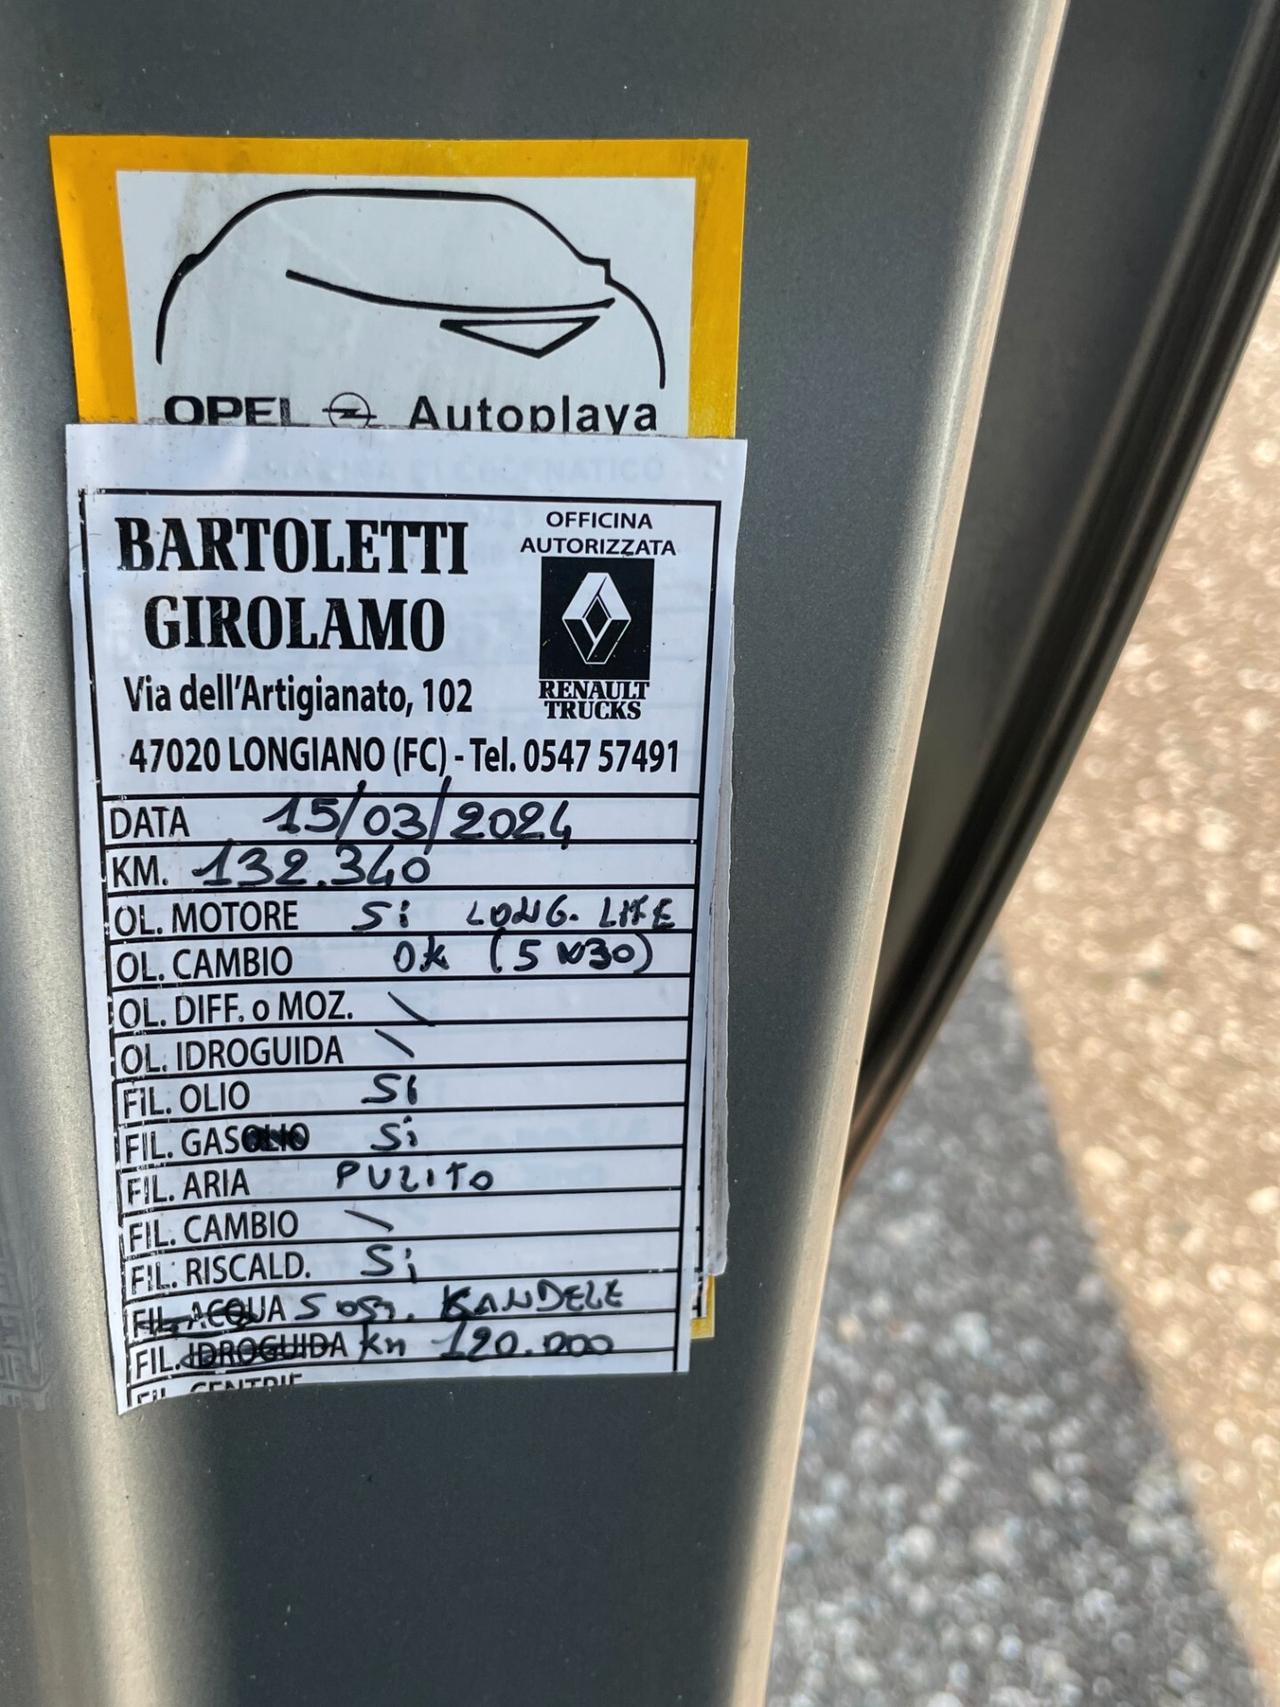 OPEL Autoplaya
BARTOLETTI
GIROLAMO
OFFICINA
AUTORIZZATA
RENAULT
TRUCKS
Via dell'Artigianato, 102
47020 LONGIANO (FC) - Tel. 0547 57491
DATA 15/03/2024
KM. 132.340
OL. MOTORE Si LONG. LIFE
OL. CAMBIO Ok (5W30)
OL. DIFF. o MOZ. \
OL. IDROGUIDA \
FIL. OLIO Si
FIL. GASOLIO Si
FIL. ARIA PULITO
FIL. CAMBIO \
FIL. RISCALD. Si
FIL. ACQUA SOST. KANDELE
FIL. IDROGUIDA Km 120.000
FIL. CENTRIF.